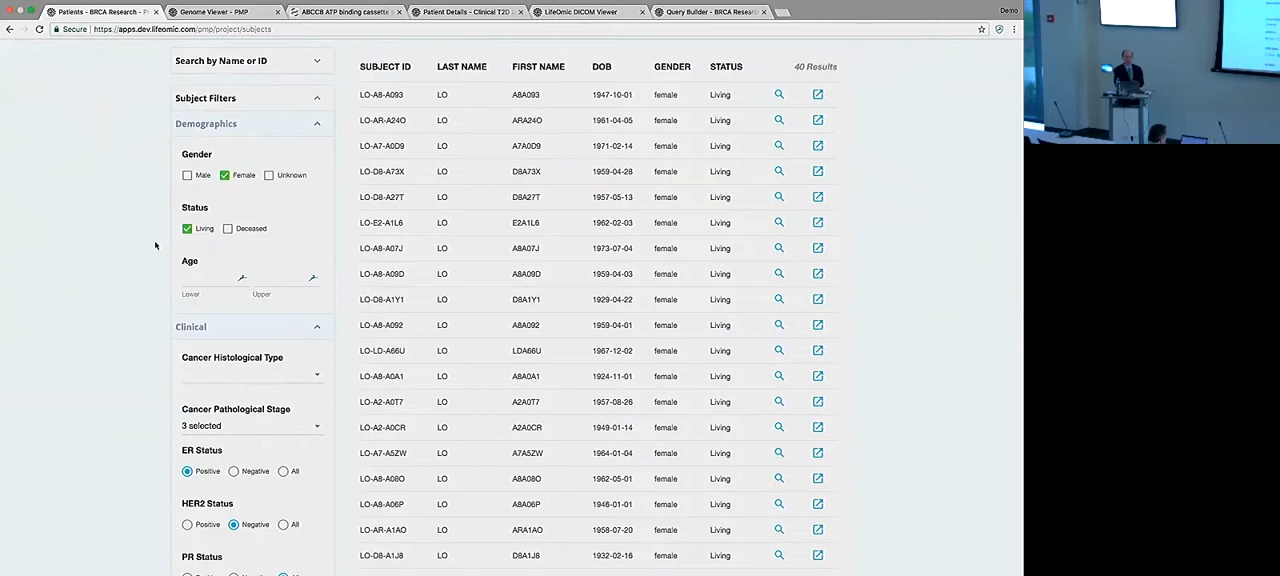 Patients - BRCA Research - P
Genome Viewer - PMP
ABCC8 ATP binding cassette s
Patient Details - Clinical T2D
LifeOmic DICOM Viewer
Query Builder - BRCA Researc
Demo
Secure
https://apps.dev.lifeomic.com/pmp/project/subjects
Search by Name or ID
Subject Filters
Demographics
Gender
Male Female Unknown
Status
Living Deceased
Age
Lower Upper
Clinical
Cancer Histological Type
Cancer Pathological Stage
3 selected
ER Status
Positive Negative All
HER2 Status
Positive Negative All
PR Status
SUBJECT ID LAST NAME FIRST NAME DOB GENDER STATUS 40 Results
LO-A8-A093 LO A8A093 1947-10-01 female Living
LO-AR-A24O LO ARA24O 1961-04-05 female Living
LO-A7-A0D9 LO A7A0D9 1971-02-14 female Living
LO-D8-A73X LO D8A73X 1959-04-28 female Living
LO-D8-A27T LO D8A27T 1957-05-13 female Living
LO-E2-A1L6 LO E2A1L6 1962-02-03 female Living
LO-A8-A07J LO A8A07J 1973-07-04 female Living
LO-A8-A09D LO A8A09D 1959-04-03 female Living
LO-D8-A1Y1 LO D8A1Y1 1929-04-22 female Living
LO-A8-A092 LO A8A092 1959-04-01 female Living
LO-LD-A66U LO LDA66U 1967-12-02 female Living
LO-A8-A0A1 LO A8A0A1 1924-11-01 female Living
LO-A2-A0T7 LO A2A0T7 1957-08-26 female Living
LO-A2-A0CR LO A2A0CR 1949-01-14 female Living
LO-A7-A5ZW LO A7A5ZW 1964-01-04 female Living
LO-A8-A08O LO A8A08O 1962-05-01 female Living
LO-A8-A06P LO A8A06P 1946-01-01 female Living
LO-AR-A1AO LO ARA1AO 1958-07-20 female Living
LO-D8-A1J8 LO D8A1J8 1932-02-16 female Living